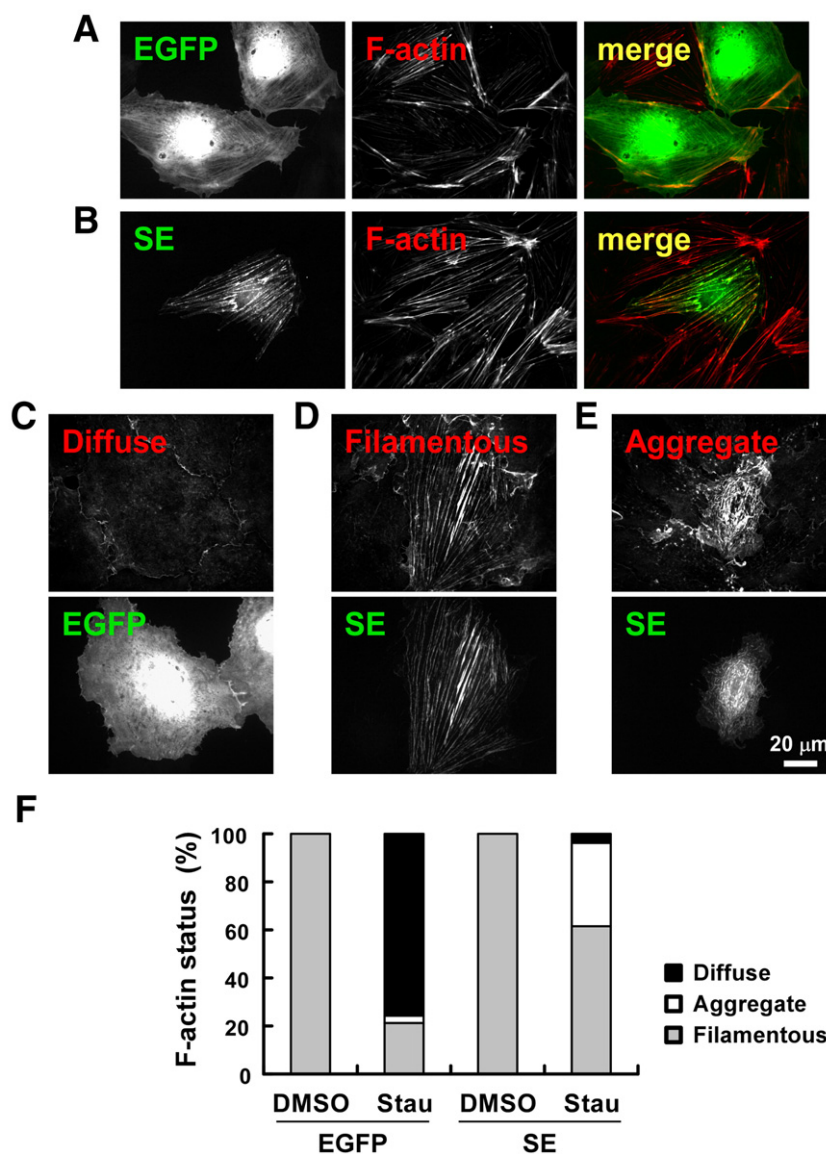 A
EGFP F-actin merge
B
SE F-actin merge
C D E
Diffuse Filamentous Aggregate
EGFP SE SE
20 μm
F
F-actin status (%)
100
80
60
40
20
0
DMSO Stau DMSO Stau
EGFP SE
Diffuse
Aggregate
Filamentous